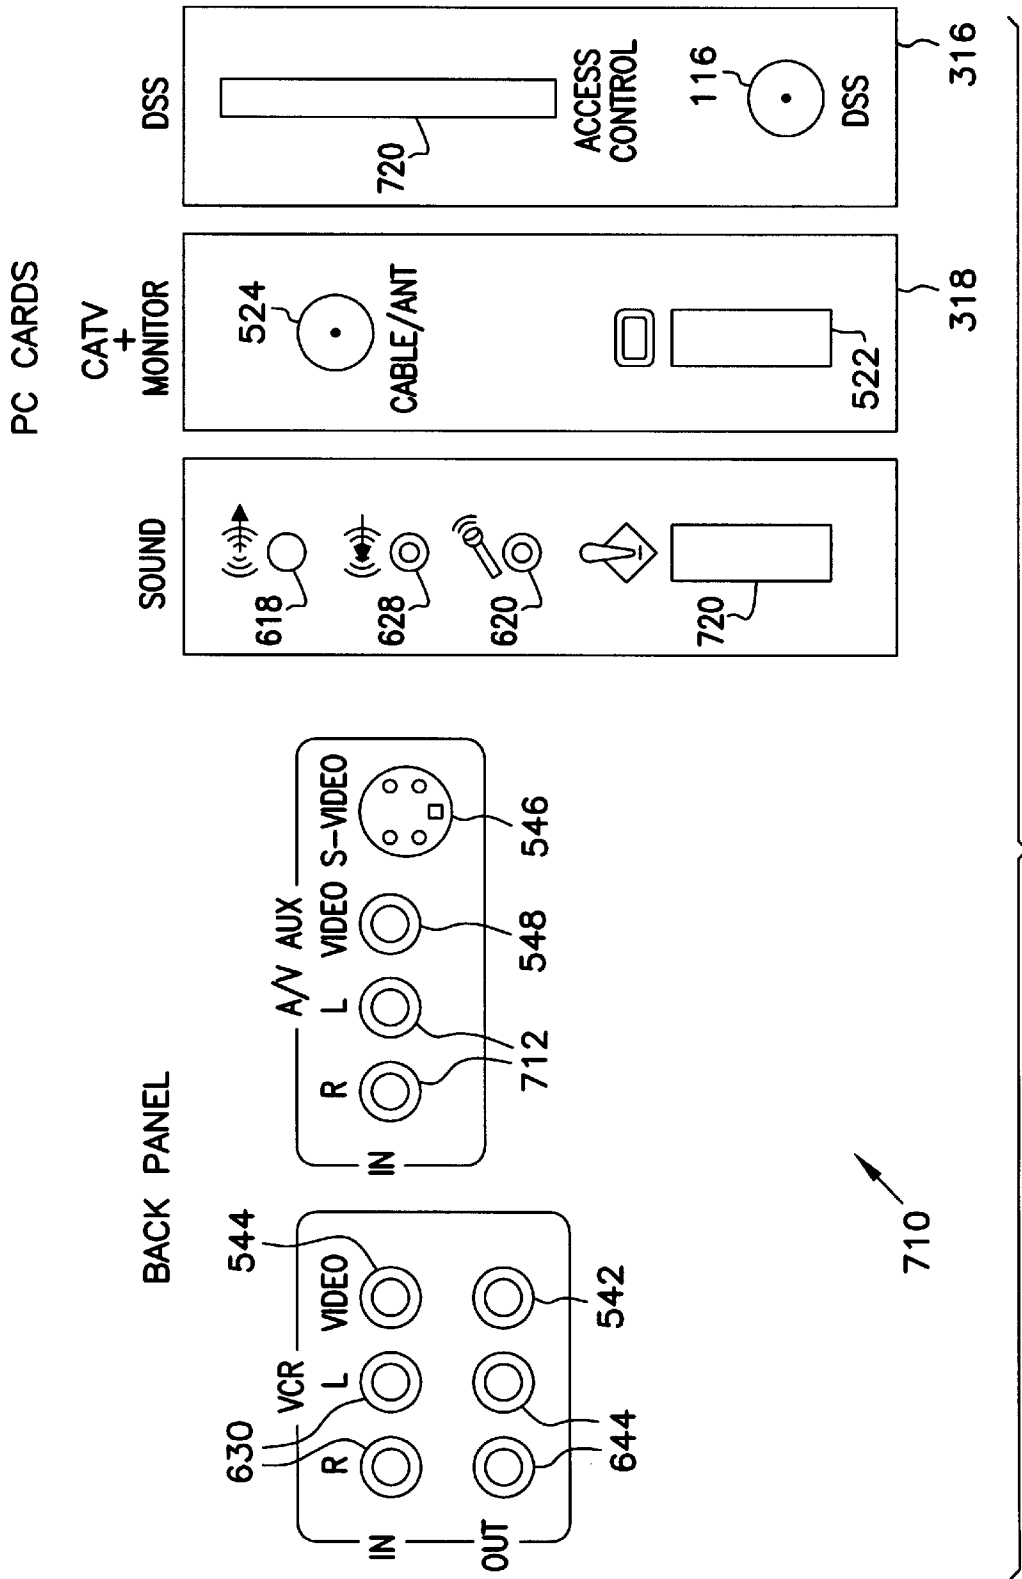 BACK PANEL
PC CARDS
VCR
R
L
VIDEO
IN
OUT
630
544
644
542
A/V AUX
R
L
VIDEO
S-VIDEO
IN
712
548
546
710
SOUND
618
628
620
720
CATV
+
MONITOR
524
CABLE/ANT
522
318
DSS
720
ACCESS
CONTROL
116
DSS
316